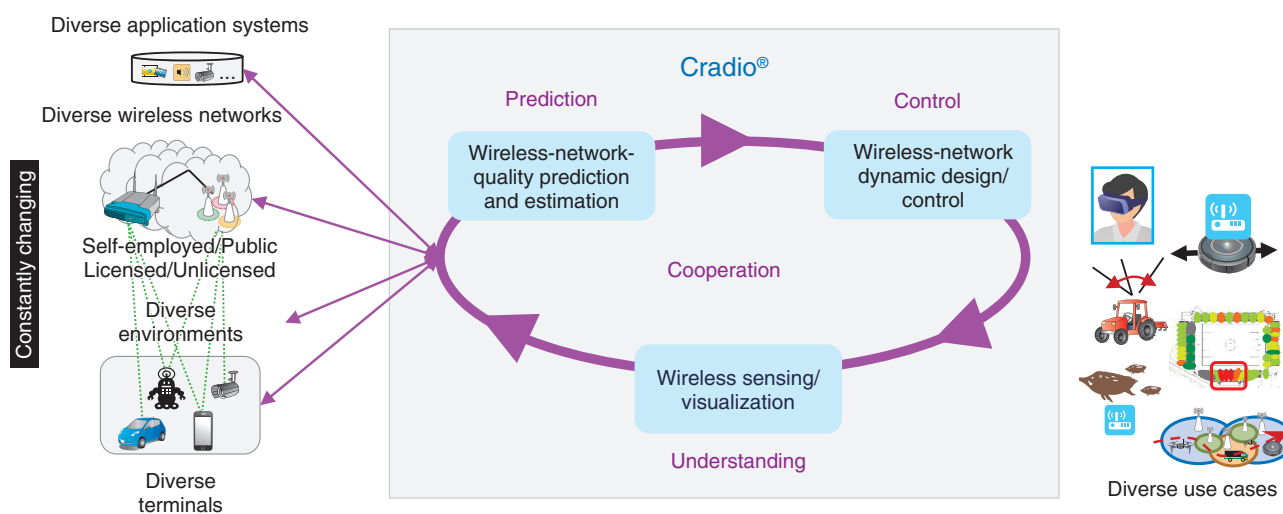 Diverse application systems
...
Diverse wireless networks
Constantly changing
Self-employed/Public
Licensed/Unlicensed
Diverse
environments
Diverse
terminals
Cradio®
Prediction
Control
Wireless-network-
quality prediction
and estimation
Wireless-network
dynamic design/
control
Cooperation
Wireless sensing/
visualization
Understanding
Diverse use cases